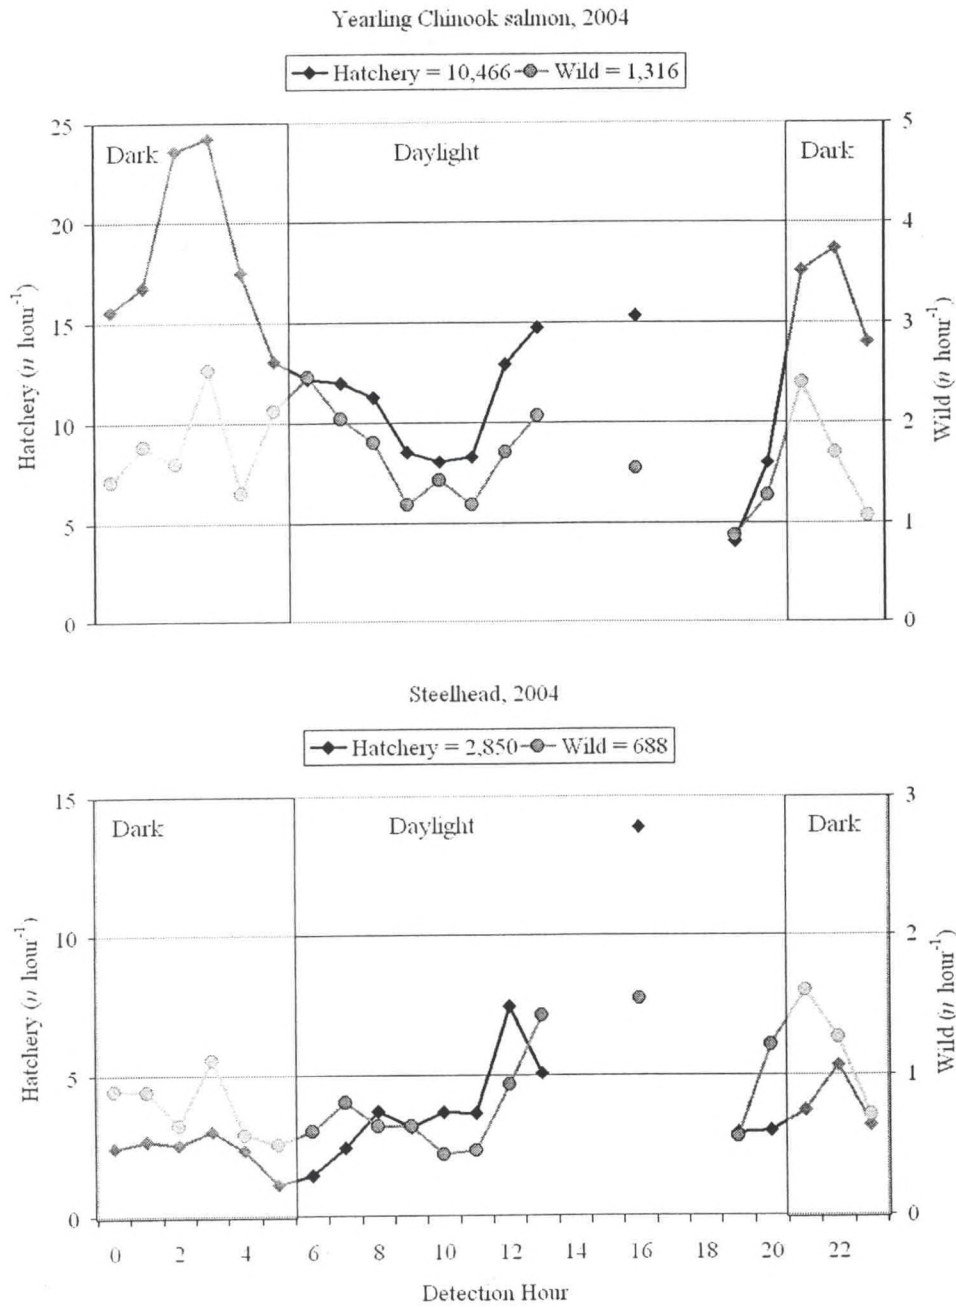 Yearling Chinook salmon, 2004
Hatchery = 10,466 Wild = 1,316
25
20
15
10
5
0
Hatchery (n hour-1)
Dark
Daylight
Dark
5
4
3
2
1
0
Wild (n hour-1)
Steelhead, 2004
Hatchery = 2,850 Wild = 688
15
10
5
0
Hatchery (n hour-1)
Dark
Daylight
Dark
3
2
1
0
Wild (n hour-1)
0 2 4 6 8 10 12 14 16 18 20 22
Detection Hour